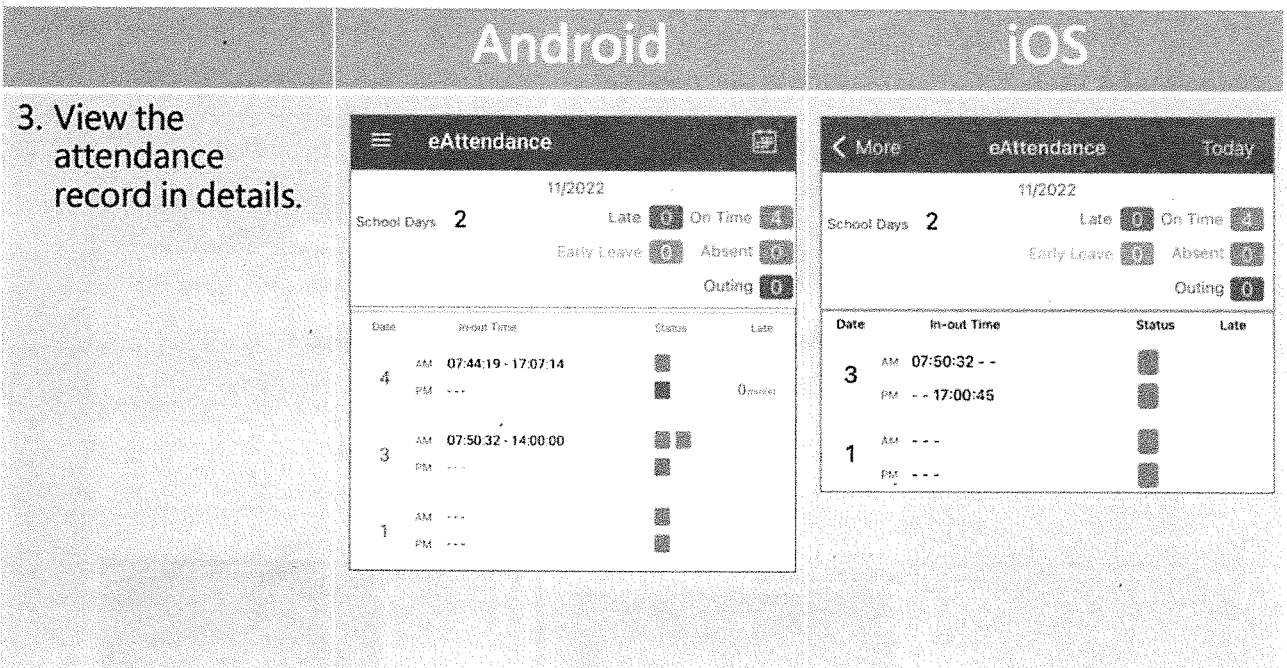 Android
iOS
3. View the
attendance
record in details.
eAttendance
11/2022
School Days 2 Late 0 On Time 4
Early Leave 0 Absent 0
Outing 0
Date In-out Time Status Late
4 AM 07:44:19 - 17:07:14
PM - - -
3 AM 07:50:32 - 14:00:00
PM - - -
1 AM - - -
PM - - -
< More eAttendance Today
11/2022
School Days 2 Late 0 On Time 4
Early Leave 0 Absent 0
Outing 0
Date In-out Time Status Late
3 AM 07:50:32 - -
PM - - 17:00:45
1 AM - - -
PM - - -